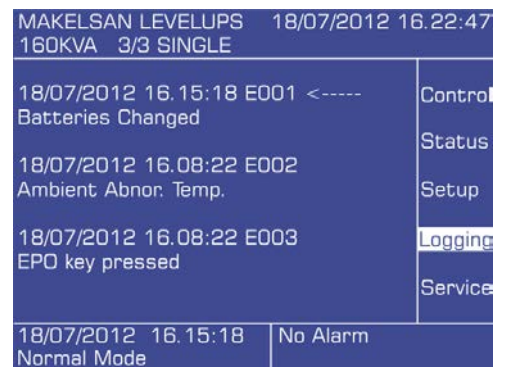 MAKELSAN LEVELUPS 18/07/2012 16.22:47
160KVA 3/3 SINGLE
18/07/2012 16.15:18 E001 <-----
Batteries Changed
18/07/2012 16.08:22 E002
Ambient Abnor. Temp.
18/07/2012 16.08:22 E003
EPO key pressed
Control
Status
Setup
Logging
Service
18/07/2012 16.15:18
Normal Mode
No Alarm